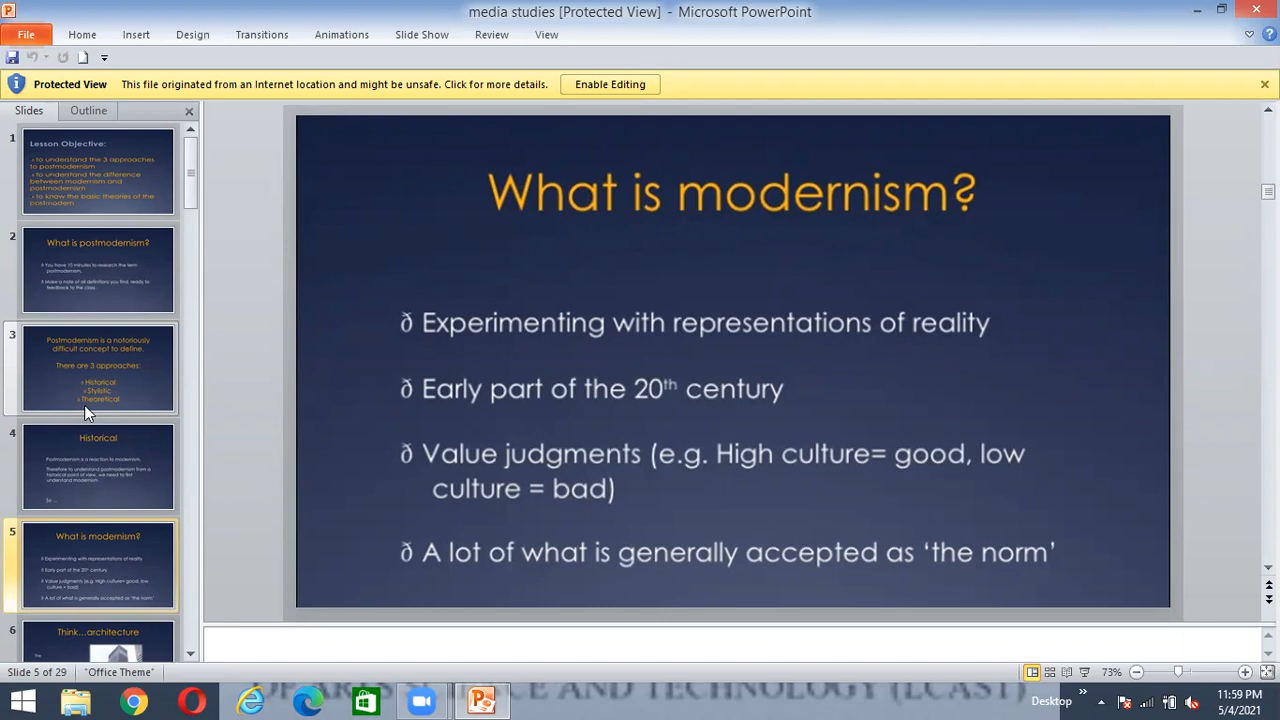 media studies [Protected View] - Microsoft PowerPoint
File Home Insert Design Transitions Animations Slide Show Review View
Protected View This file originated from an Internet location and might be unsafe. Click for more details. Enable Editing
Slides Outline
1
Lesson Objective:
to understand the 3 approaches
to postmodernism
to understand the difference
between modernism and
postmodernism
to know the basic theories of the
postmodern
2
What is postmodernism?
You have 10 minutes to research the term
postmodernism.
Make a note of all definitions you find, ready to
feedback to the class.
3
Postmodernism is a notoriously
difficult concept to define.
There are 3 approaches:
Historical
Stylistic
Theoretical
4
Historical
Postmodernism is a reaction to modernism.
Therefore to understand postmodernism from a
historical point of view, we need to first
understand modernism.
So ...
5
What is modernism?
Experimenting with representations of reality
Early part of the 20th century
Value judgments (e.g. High culture= good, low
culture = bad)
A lot of what is generally accepted as 'the norm'
6
Think...architecture
The
What is modernism?
ð Experimenting with representations of reality
ð Early part of the 20th century
ð Value judgments (e.g. High culture= good, low
culture = bad)
ð A lot of what is generally accepted as ‘the norm’
Slide 5 of 29 "Office Theme" 73%
Desktop
11:59 PM
5/4/2021